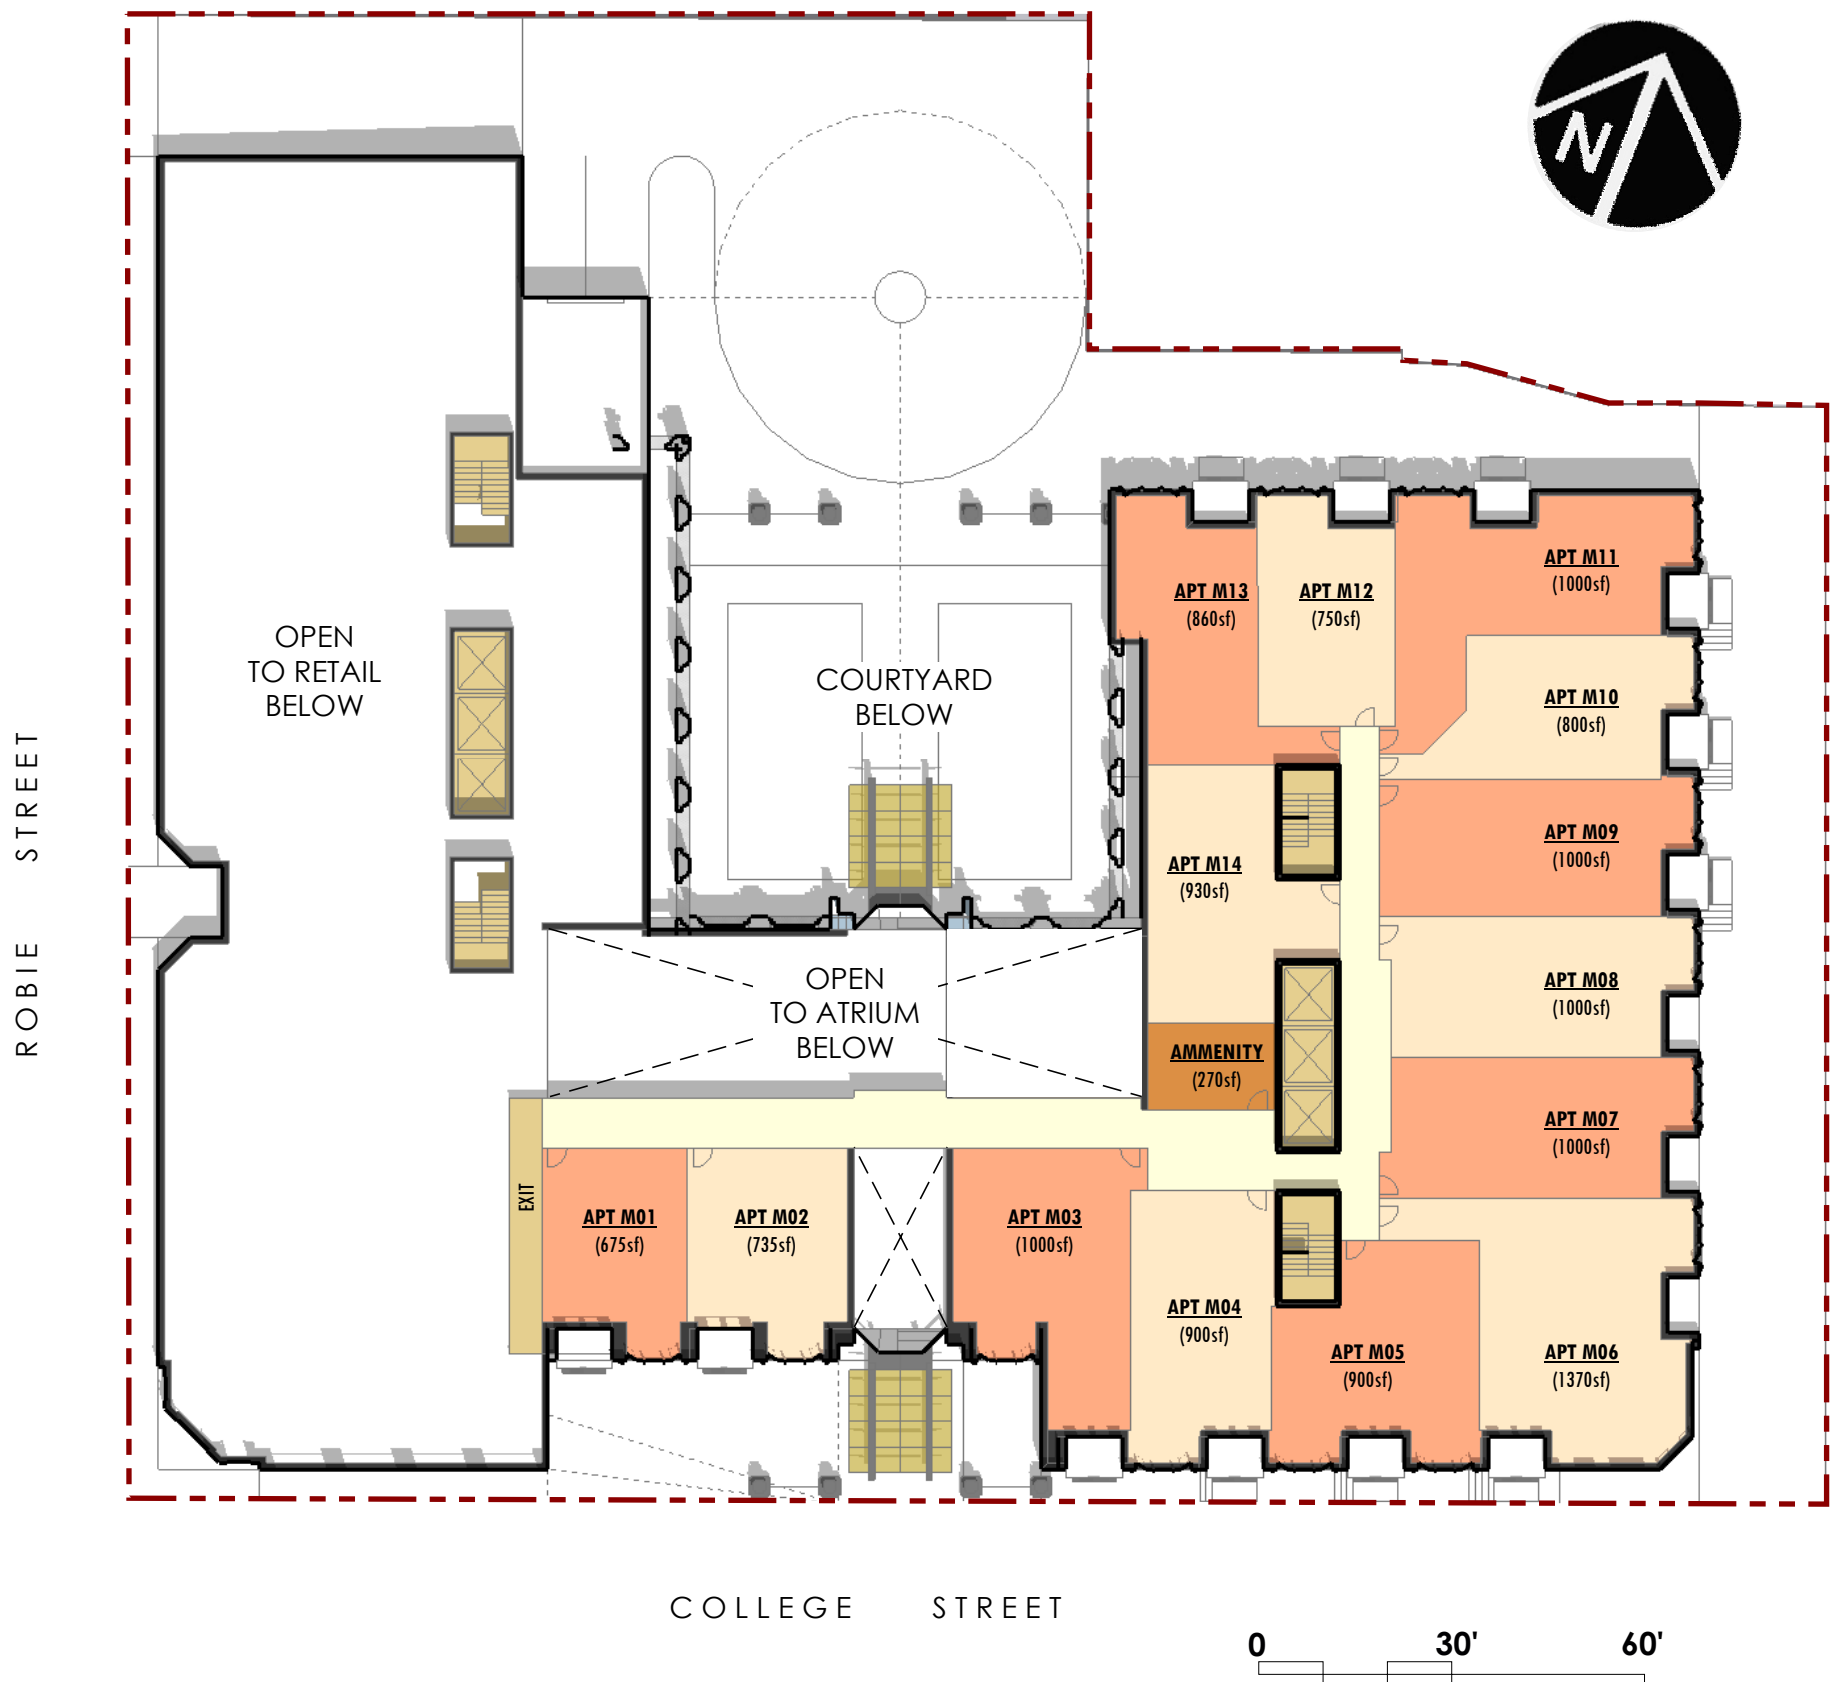 N
APT M11
(1000sf)
APT M13
(860sf)
APT M12
(750sf)
OPEN
TO RETAIL
BELOW
COURTYARD
BELOW
APT M10
(800sf)
ROBIE STREET
APT M09
(1000sf)
APT M14
(930sf)
OPEN
TO ATRIUM
BELOW
APT M08
(1000sf)
AMMENITY
(270sf)
APT M07
(1000sf)
EXIT
APT M01
(675sf)
APT M02
(735sf)
APT M03
(1000sf)
APT M04
(900sf)
APT M05
(900sf)
APT M06
(1370sf)
COLLEGE STREET
0 30' 60'